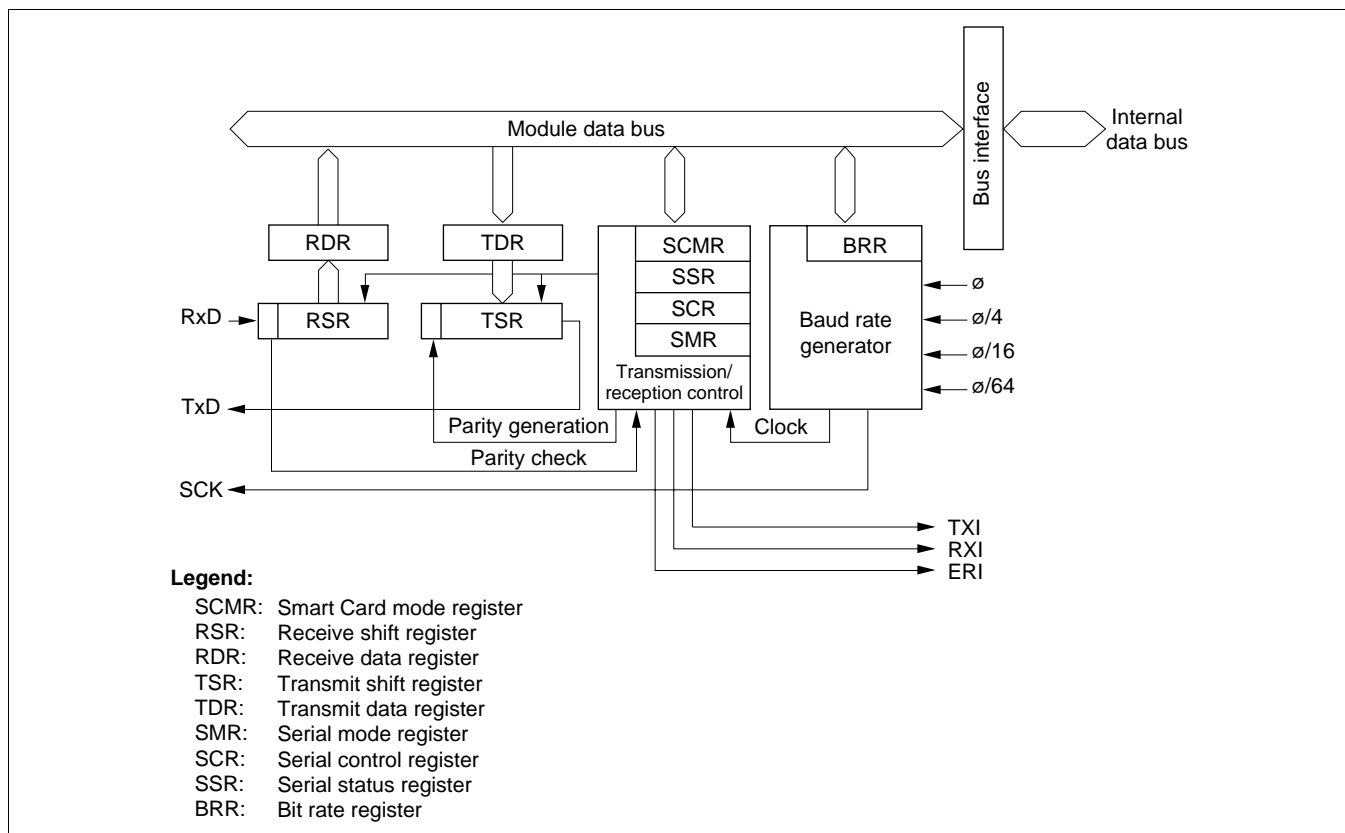 Module data bus
Bus interface
Internal
data bus
RDR
TDR
SCMR
SSR
SCR
SMR
Transmission/
reception control
BRR
Baud rate
generator
ø
ø/4
ø/16
ø/64
RxD
RSR
TSR
TxD
Parity generation
Parity check
Clock
SCK
TXI
RXI
ERI
Legend:
SCMR: Smart Card mode register
RSR: Receive shift register
RDR: Receive data register
TSR: Transmit shift register
TDR: Transmit data register
SMR: Serial mode register
SCR: Serial control register
SSR: Serial status register
BRR: Bit rate register